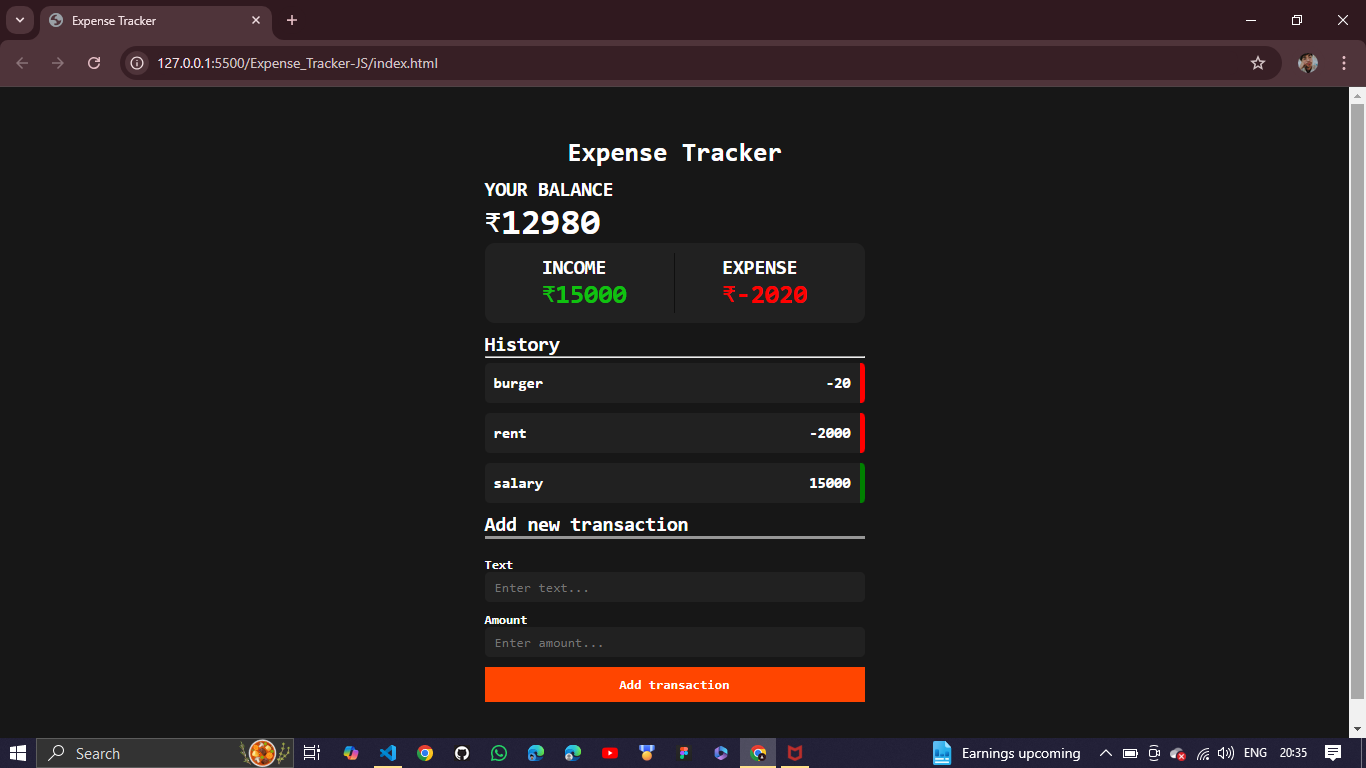 Expense Tracker
127.0.0.1:5500/Expense_Tracker-JS/index.html
Expense Tracker
YOUR BALANCE
₹12980
INCOME EXPENSE
₹15000 ₹-2020
History
burger -20
rent -2000
salary 15000
Add new transaction
Text
Enter text...
Amount
Enter amount...
Add transaction
Search Earnings upcoming ENG 20:35